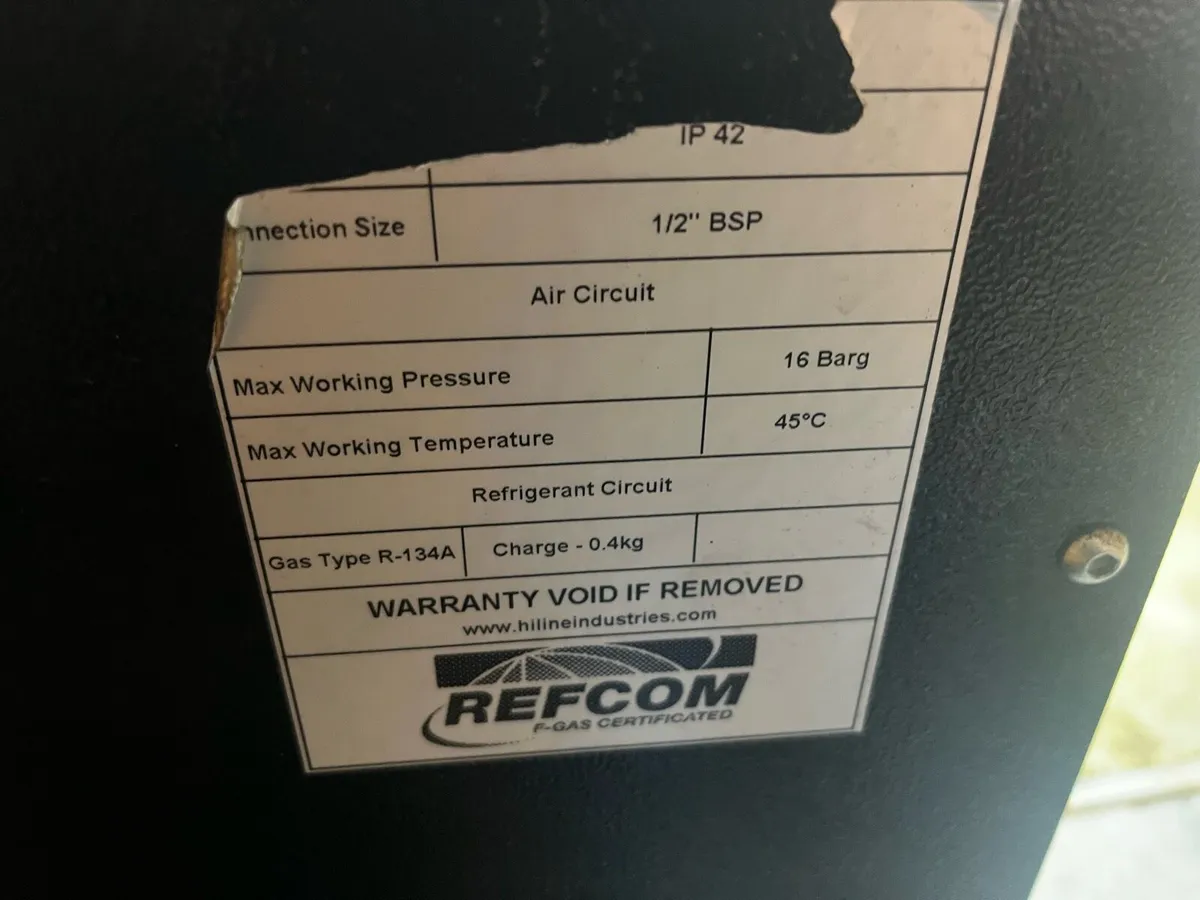 IP 42
nnection Size 1/2" BSP
Air Circuit
Max Working Pressure 16 Barg
Max Working Temperature 45°C
Refrigerant Circuit
Gas Type R-134A Charge - 0.4kg
WARRANTY VOID IF REMOVED
www.hilineindustries.com
REFCOM
F-GAS CERTIFICATED